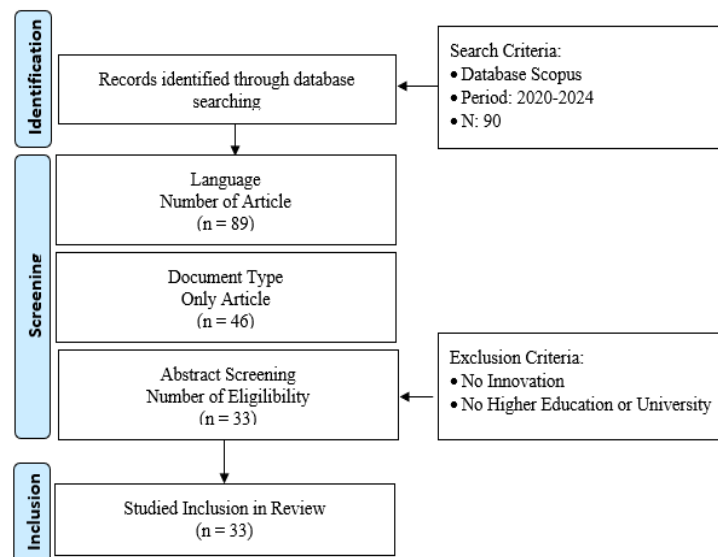 Identification
Records identified through database
searching
Search Criteria:
• Database Scopus
• Period: 2020-2024
• N: 90
Screening
Language
Number of Article
(n = 89)
Document Type
Only Article
(n = 46)
Abstract Screening
Number of Eligilibility
(n = 33)
Exclusion Criteria:
• No Innovation
• No Higher Education or University
Inclusion
Studied Inclusion in Review
(n = 33)